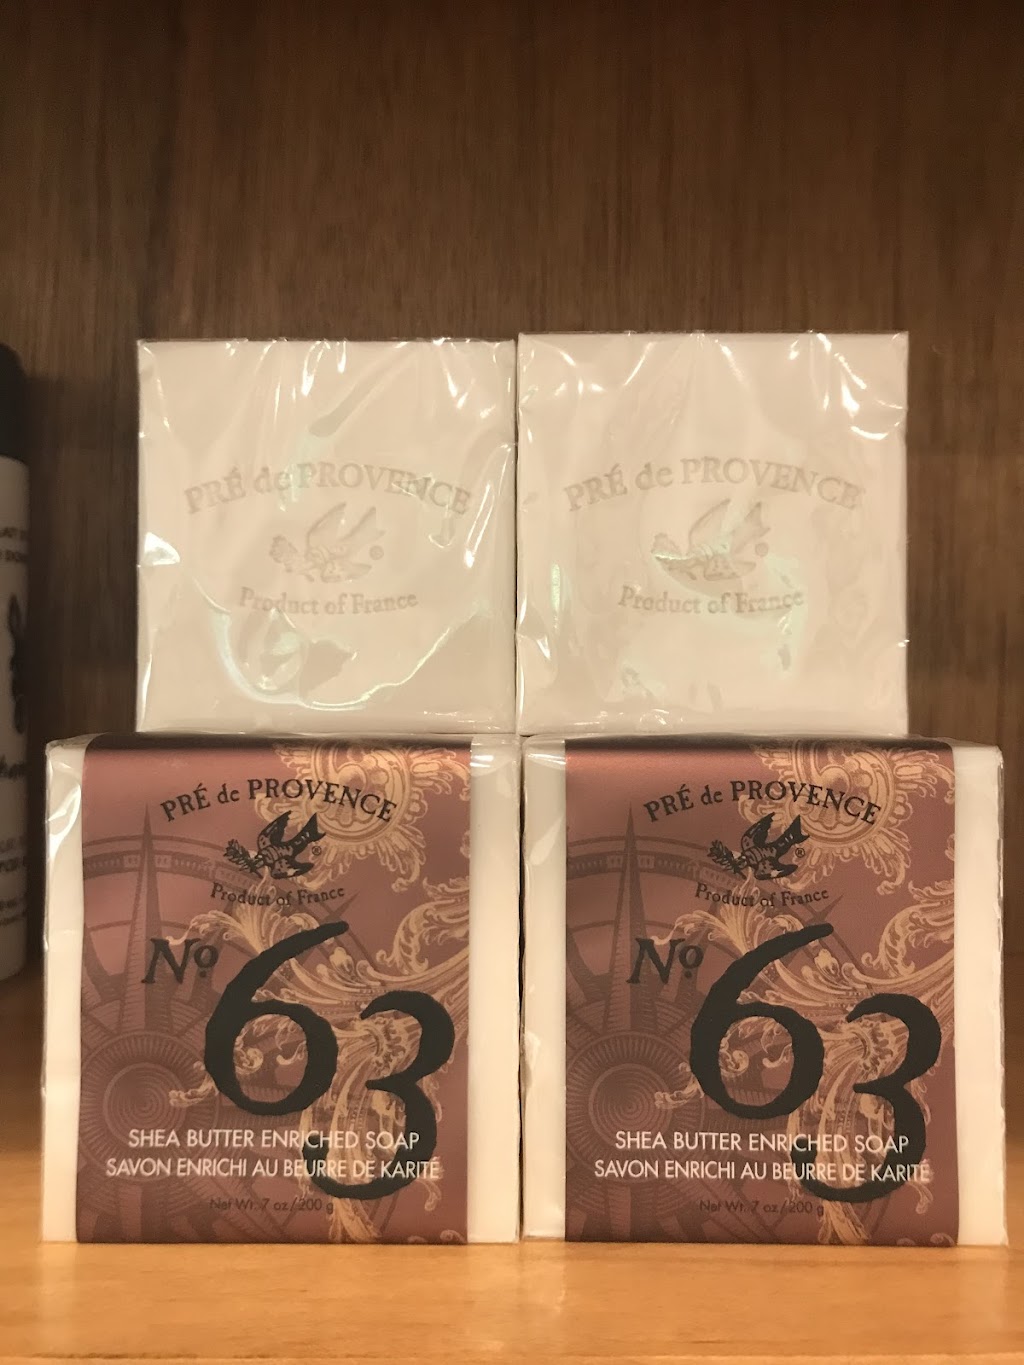 PRÉ de PROVENCE
®
Product of France
PRÉ de PROVENCE
®
Product of France
PRÉ de PROVENCE
®
Product of France
No. 63
SHEA BUTTER ENRICHED SOAP
SAVON ENRICHI AU BEURRE DE KARITÉ
Net Wt. 7 oz/200 g
PRÉ de PROVENCE
®
Product of France
No. 63
SHEA BUTTER ENRICHED SOAP
SAVON ENRICHI AU BEURRE DE KARITÉ
Net Wt. 7 oz/200 g